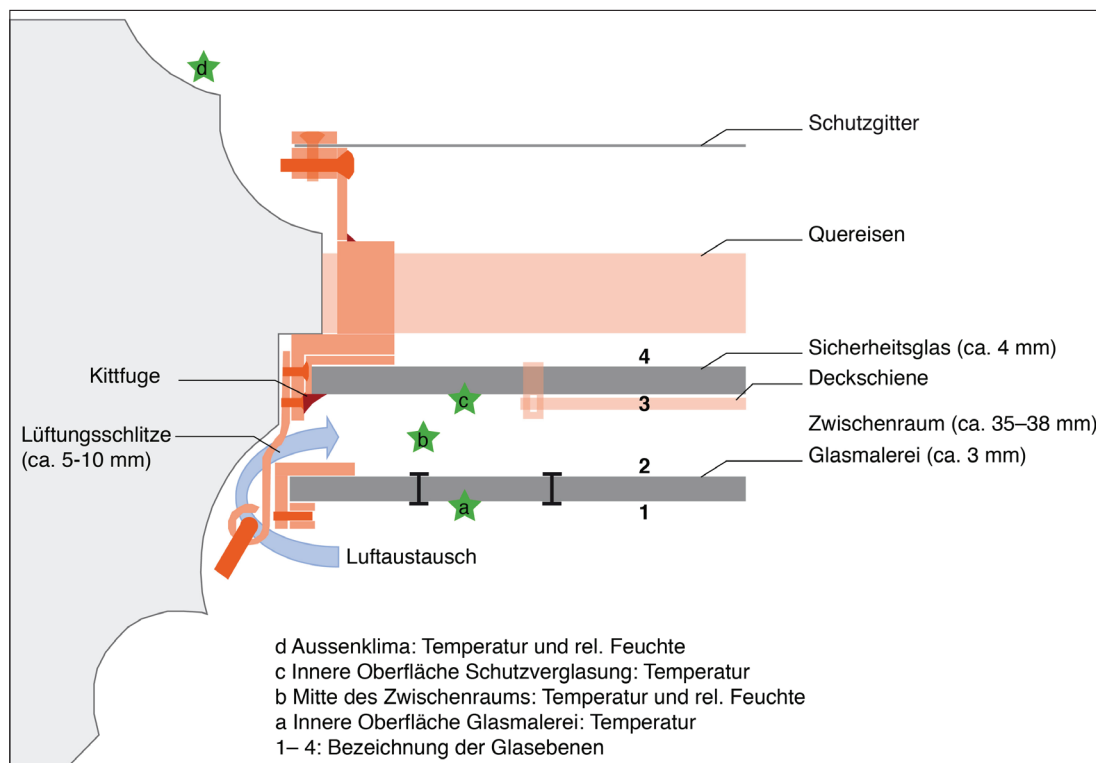 d
Schutzgitter
Quereisen
4
Sicherheitsglas (ca. 4 mm)
Kittfuge
c
3
Deckschiene
Lüftungsschlitze
(ca. 5-10 mm)
b
Zwischenraum (ca. 35–38 mm)
2
Glasmalerei (ca. 3 mm)
a
1
Luftaustausch
d Aussenklima: Temperatur und rel. Feuchte
c Innere Oberfläche Schutzverglasung: Temperatur
b Mitte des Zwischenraums: Temperatur und rel. Feuchte
a Innere Oberfläche Glasmalerei: Temperatur
1– 4: Bezeichnung der Glasebenen